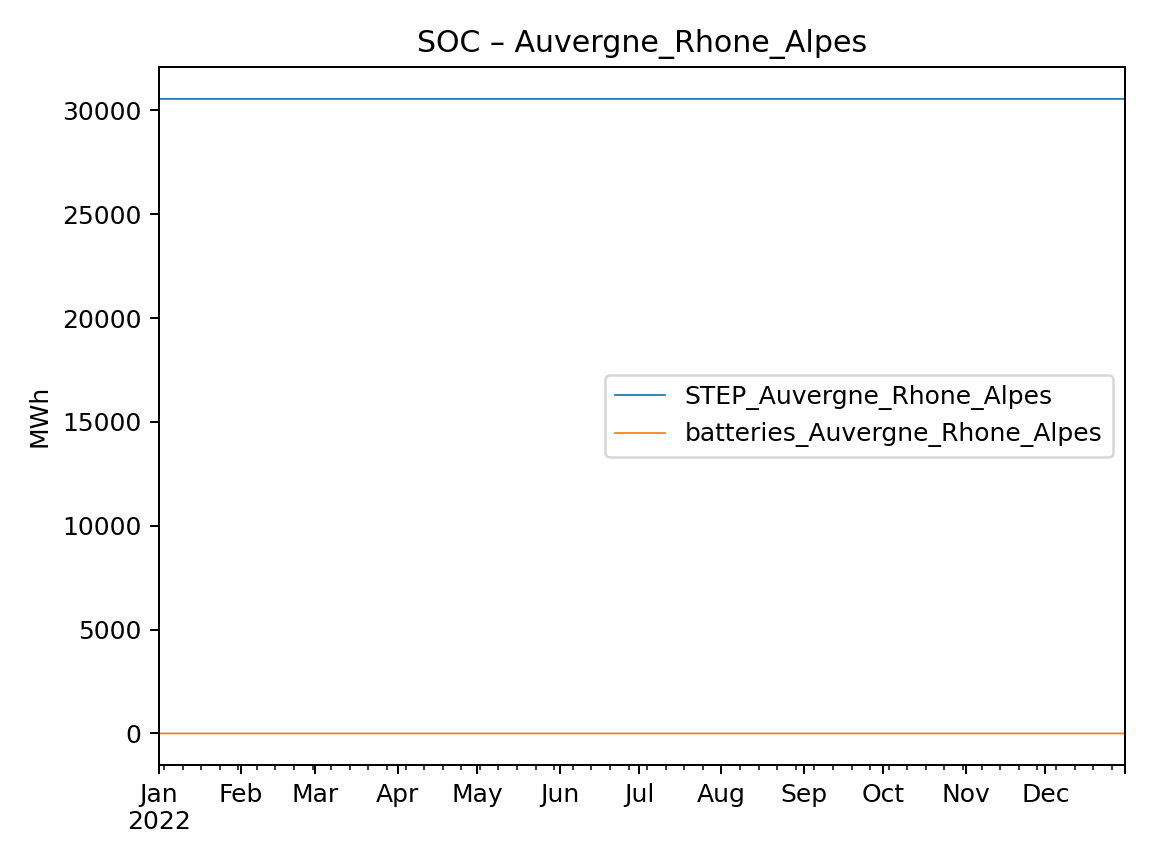 SOC – Auvergne_Rhone_Alpes
30000
25000
20000
15000
10000
5000
0
MWh
STEP_Auvergne_Rhone_Alpes
batteries_Auvergne_Rhone_Alpes
Jan Feb Mar Apr May Jun Jul Aug Sep Oct Nov Dec
2022